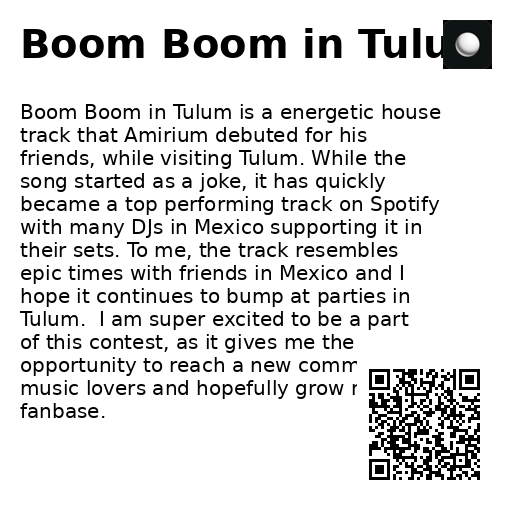 Boom Boom in Tulu
Boom Boom in Tulum is a energetic house
track that Amirium debuted for his
friends, while visiting Tulum. While the
song started as a joke, it has quickly
became a top performing track on Spotify
with many DJs in Mexico supporting it in
their sets. To me, the track resembles
epic times with friends in Mexico and I
hope it continues to bump at parties in
Tulum.  I am super excited to be a part
of this contest, as it gives me the
opportunity to reach a new comm
music lovers and hopefully grow
fanbase.